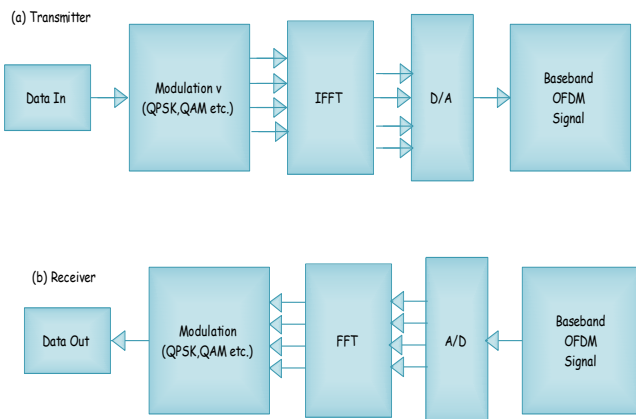 (a) Transmitter
Data In
Modulation v
(QPSK,QAM etc.)
IFFT
D/A
Baseband
OFDM
Signal
(b) Receiver
Data Out
Modulation
(QPSK,QAM etc.)
FFT
A/D
Baseband
OFDM
Signal